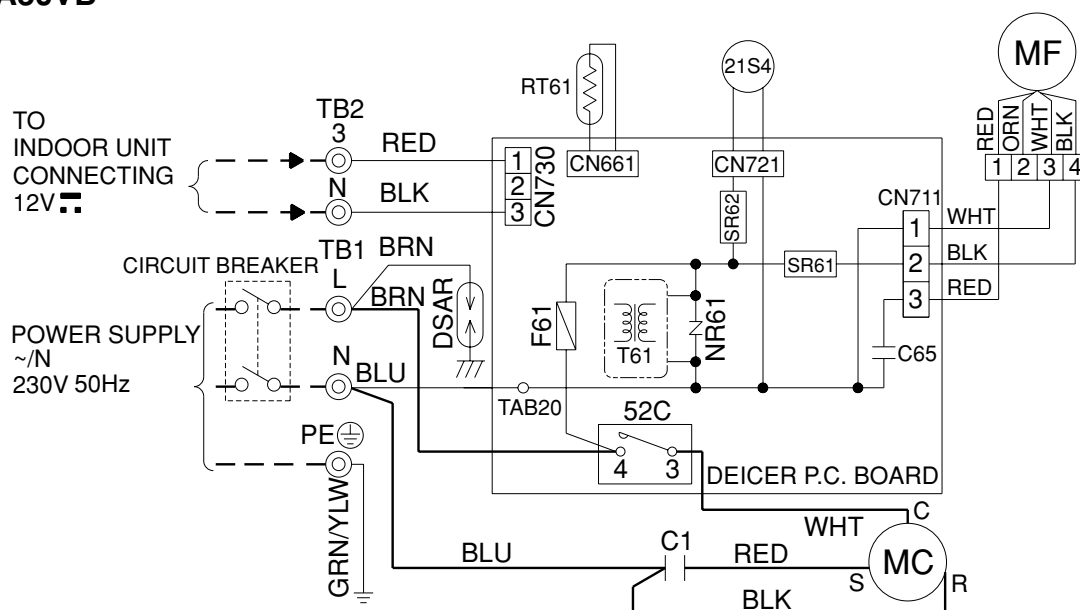 MF
21S4
RT61
TB2
TO
INDOOR UNIT
CONNECTING
12V
3
RED
N
BLK
1
2
3
CN730
CN661
CN721
SR62
RED
ORN
WHT
BLK
1 2 3 4
CN711
1
2
3
WHT
BLK
RED
SR61
CIRCUIT BREAKER
TB1
L
BRN
BRN
DSAR
F61
T61
NR61
C65
POWER SUPPLY
~/N
230V 50Hz
N
BLU
TAB20
52C
4 3
DEICER P.C. BOARD
PE
GRN/YLW
BLU
C1
RED
WHT
C
MC
S
R
BLK